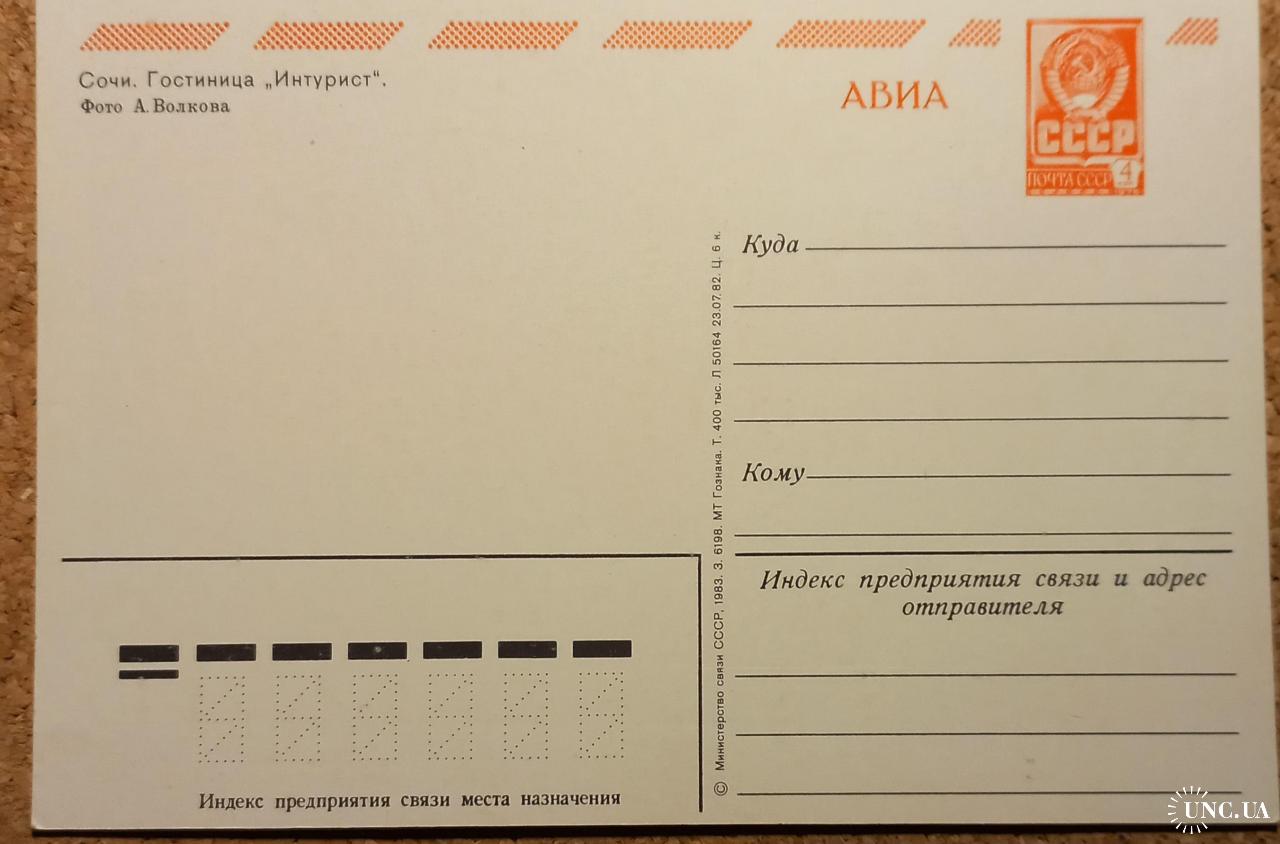 Сочи. Гостиница „Интурист“.
Фото А. Волкова
АВИА
СССР
ПОЧТА СССР 4
Куда
Кому
Индекс предприятия связи и адрес
отправителя
© Министерство связи СССР, 1983. З. 6198. МТ Гознака. Т. 400 тыс. Л 50164 23.07.82. Ц. 6 к.
Индекс предприятия связи места назначения
UNC.UA